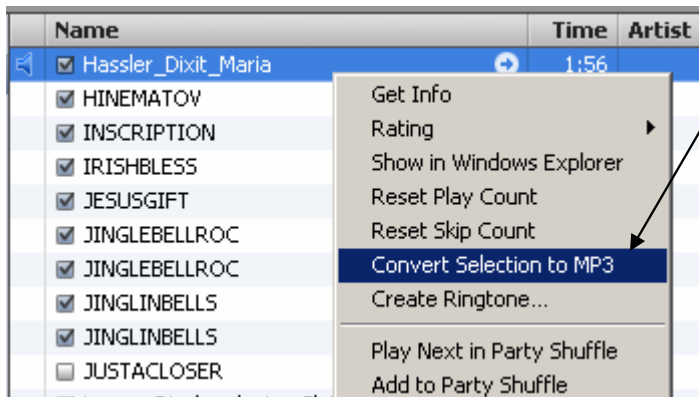 Name Time Artist
Hassler_Dixit_Maria 1:56
HINEMATOV
INSCRIPTION
IRISHBLESS
JESUSGIFT
JINGLEBELLROC
JINGLEBELLROC
JINGLINBELLS
JINGLINBELLS
JUSTACLOSER
Get Info
Rating
Show in Windows Explorer
Reset Play Count
Reset Skip Count
Convert Selection to MP3
Create Ringtone...
Play Next in Party Shuffle
Add to Party Shuffle